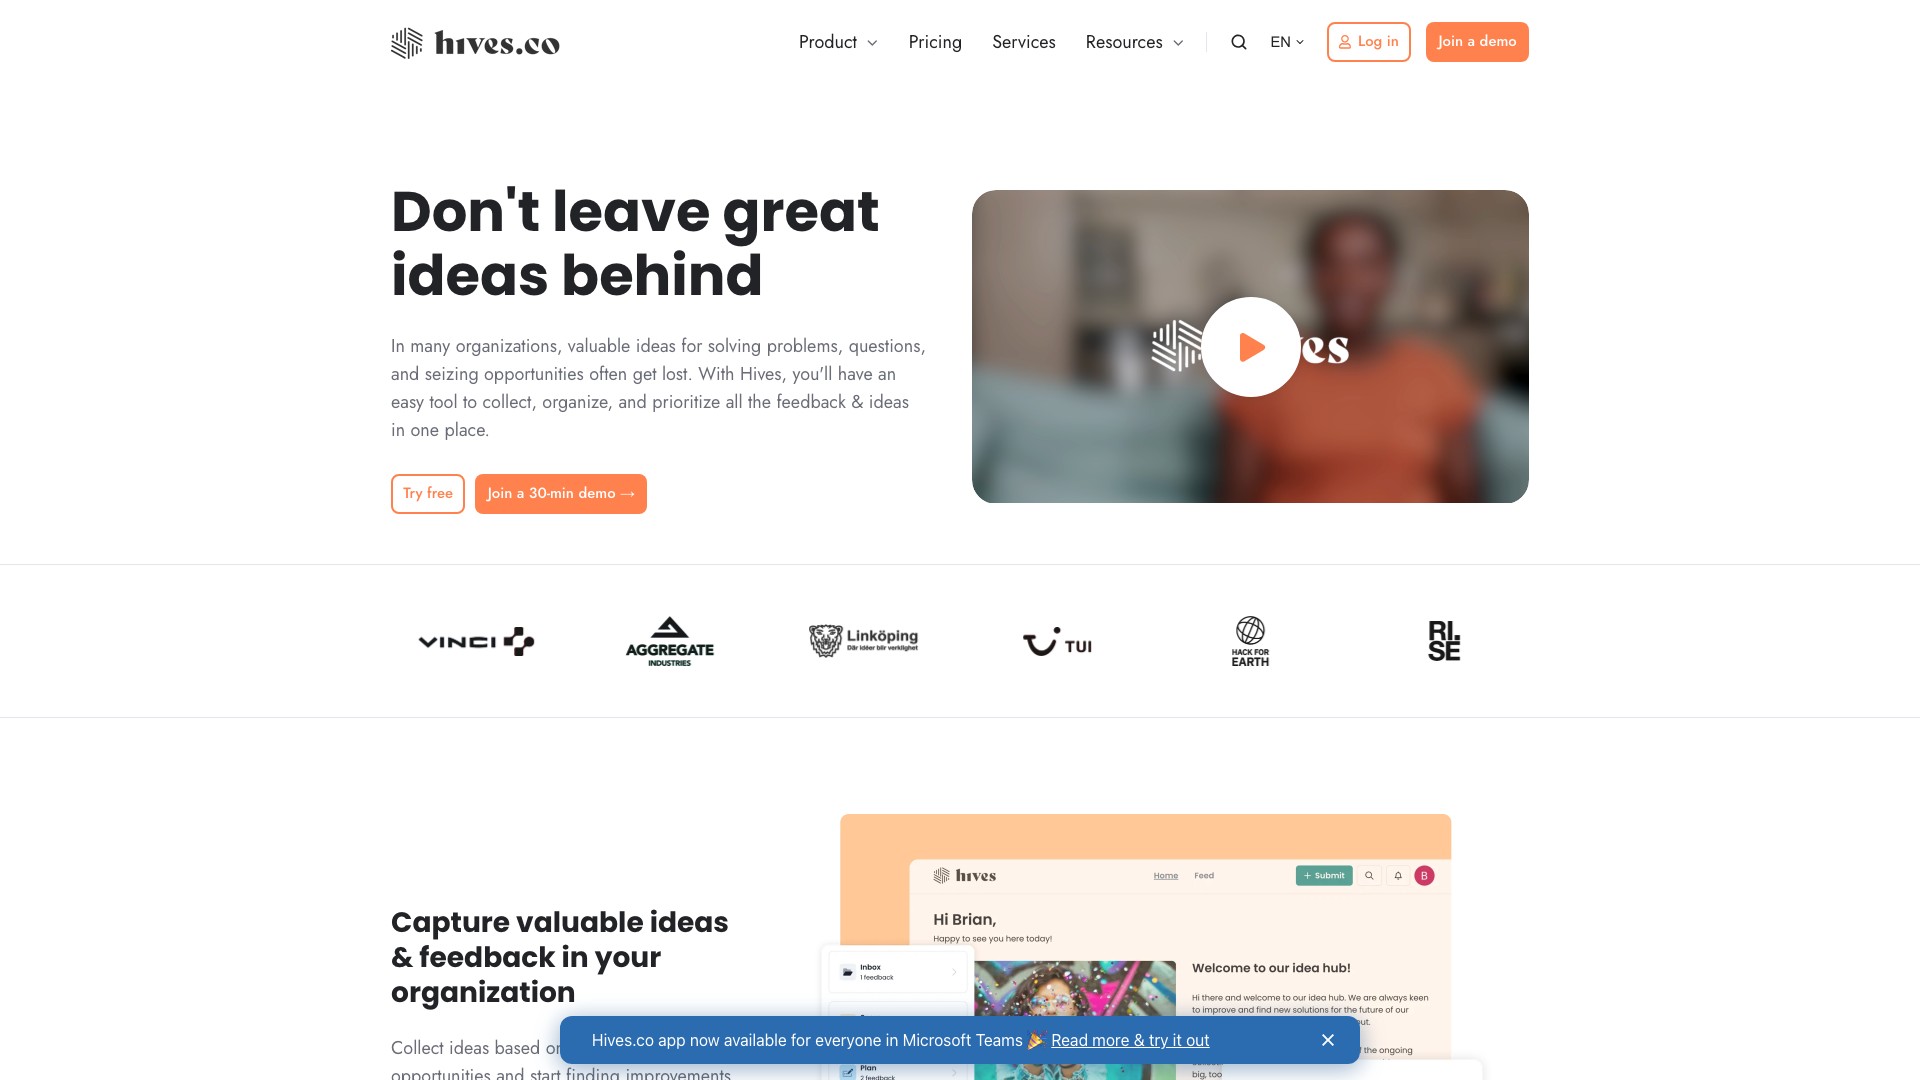 hives.co
Product
Pricing
Services
Resources
EN
Log in
Join a demo
Don't leave great
ideas behind
In many organizations, valuable ideas for solving problems, questions,
and seizing opportunities often get lost. With Hives, you'll have an
easy tool to collect, organize, and prioritize all the feedback & ideas
in one place.
Try free
Join a 30-min demo →
ves
VINCI
AGGREGATE
INDUSTRIES
Linköping
Där idéer blir verklighet
TUI
HACK FOR
EARTH
RI.
SE
Capture valuable ideas
& feedback in your
organization
Collect ideas based
opportunities and start finding improvements
hives
Home
Feed
+ Submit
B
Hi Brian,
Happy to see you here today!
Inbox
1 feedback
Welcome to our idea hub!
Hi there and welcome to our idea hub. We are always keen
to improve and find new solutions for the future of our
out.
the ongoing
big, too
Plan
2 feedback
Hives.co app now available for everyone in Microsoft Teams 🎉 Read more & try it out